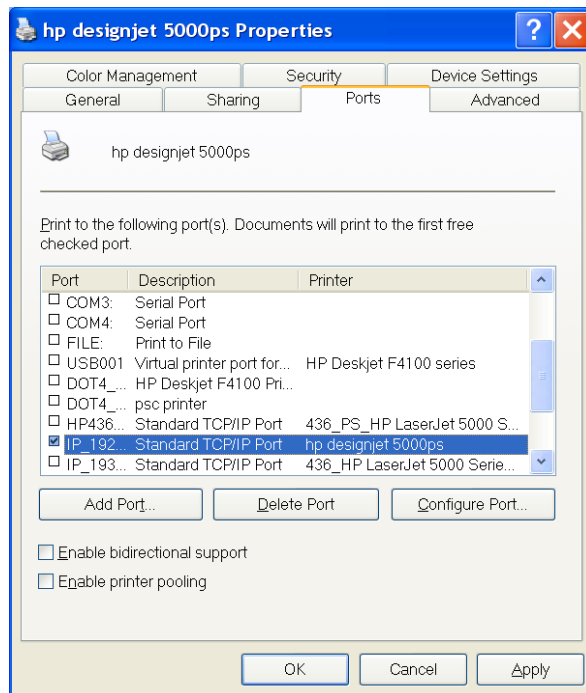 hp designjet 5000ps Properties
Color Management Security Device Settings
General Sharing Ports Advanced
hp designjet 5000ps
Print to the following port(s). Documents will print to the first free
checked port.
Port Description Printer
COM3: Serial Port
COM4: Serial Port
FILE: Print to File
USB001 Virtual printer port for... HP Deskjet F4100 series
DOT4_... HP Deskjet F4100 Pri...
DOT4_... psc printer
HP436... Standard TCP/IP Port 436_PS_HP LaserJet 5000 S...
IP_192... Standard TCP/IP Port hp designjet 5000ps
IP_193... Standard TCP/IP Port 436_HP LaserJet 5000 Serie...
Add Port... Delete Port Configure Port...
Enable bidirectional support
Enable printer pooling
OK Cancel Apply